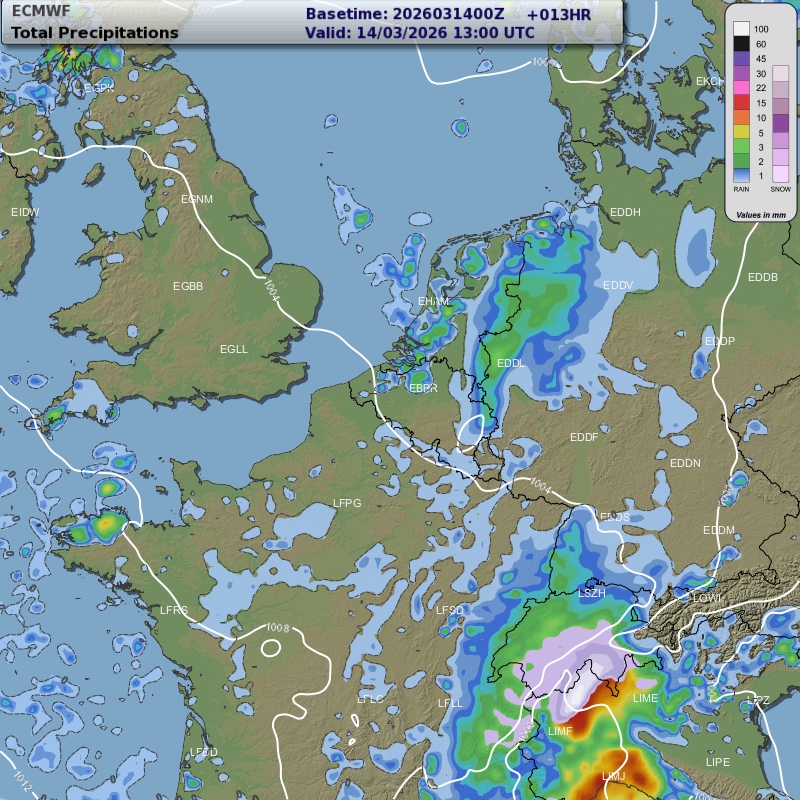 ECMWF
Total Precipitations
Basetime: 2026031400Z +013HR
Valid: 14/03/2026 13:00 UTC
100
60
45
30
22
15
10
5
3
2
1
RAIN SNOW
Values in mm
EGPK
EKCH
EIDW
EGNM
EDDH
EGBB
EDDV
EDDB
1004
EHAM
EGLL
EDDP
EDDL
EBBR
EDDF
EDDN
1004
LFPG
EDDS
EDDM
LSZH
LOWI
LFRS
LFSD
1008
LFLC
LFLL
LIME
LIPZ
LIMF
LFBD
LIPE
LIMJ
1012